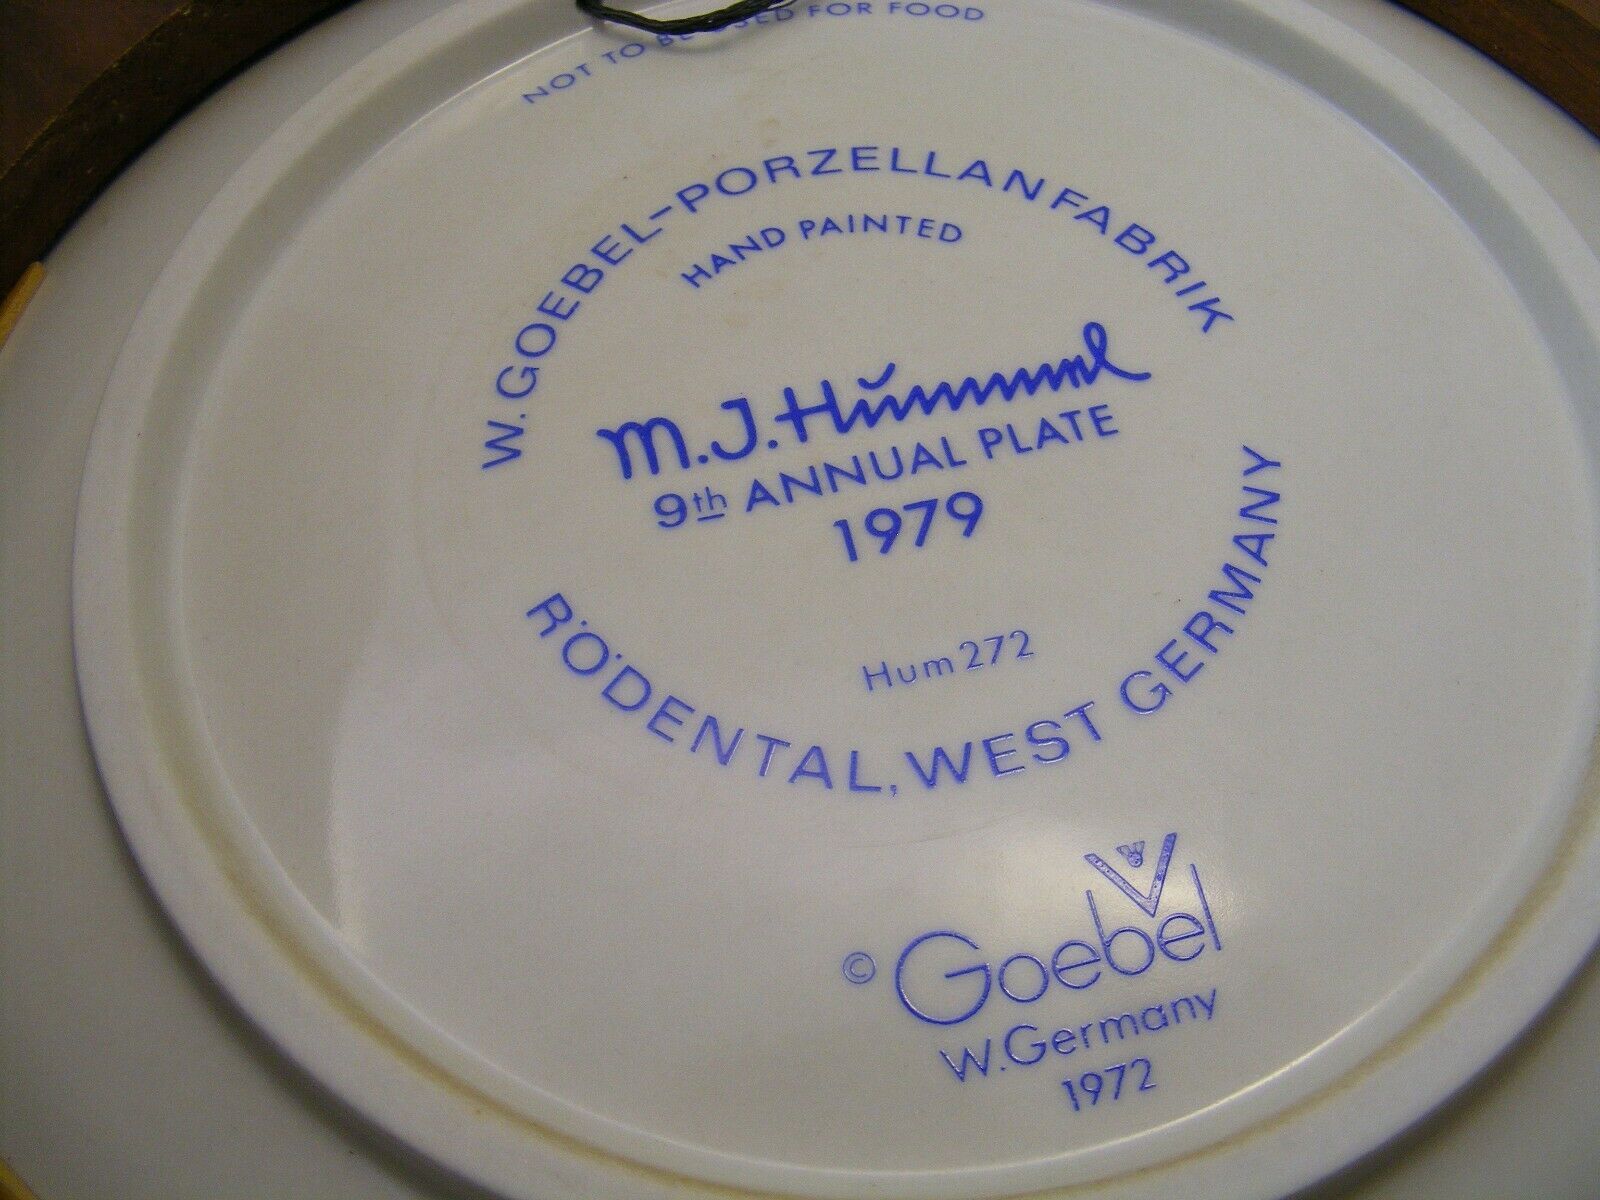 NOT TO BE USED FOR FOOD
W. GOEBEL-PORZELLANFABRIK
HAND PAINTED
M.J. Hummel
9th ANNUAL PLATE
1979
Hum 272
RÖDENTAL, WEST GERMANY
© Goebel
W. Germany
1972